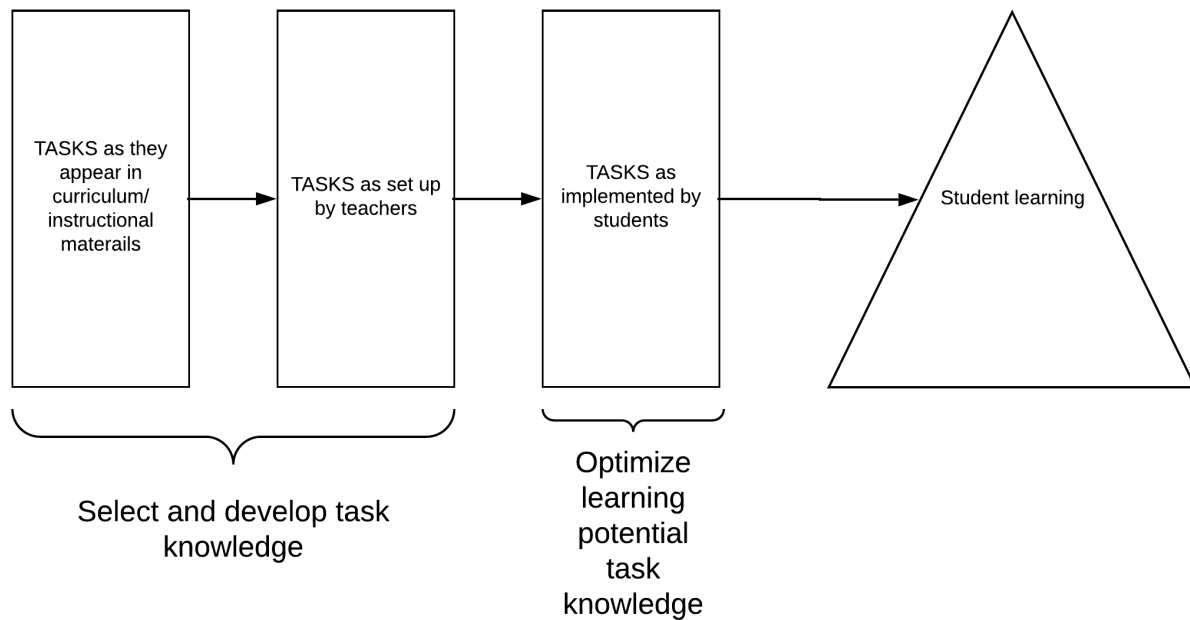 TASKS as they
appear in
curriculum/
instructional
materails
TASKS as set up
by teachers
TASKS as
implemented by
students
Student learning
Select and develop task
knowledge
Optimize
learning
potential
task
knowledge